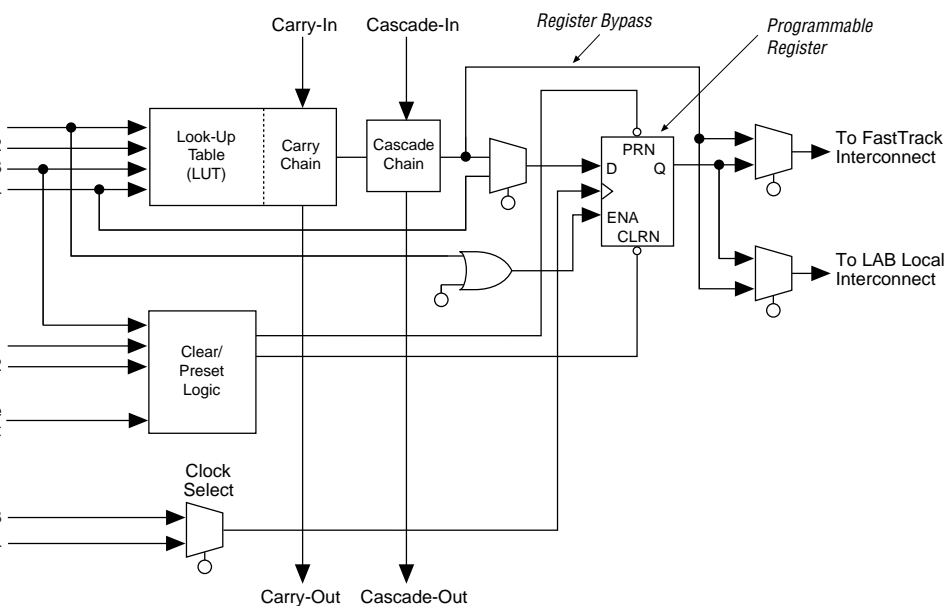 Carry-In
Cascade-In
Register Bypass
Programmable
Register
Look-Up
Table
(LUT)
Carry
Chain
Cascade
Chain
PRN
D
Q
ENA
CLRN
To FastTrack
Interconnect
To LAB Local
Interconnect
Clear/
Preset
Logic
Clock
Select
Carry-Out
Cascade-Out